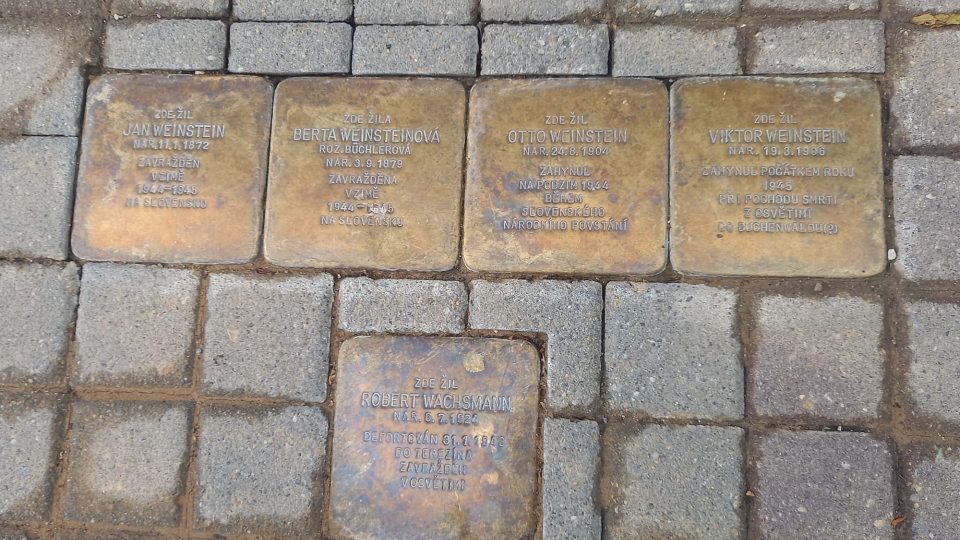 ZDE ŽIL
JAN WEINSTEIN
NAR. 11.1. 1872
ZAVRAŽDĚN
V ZIMĚ
1944-1945
NA SLOVENSKU
ZDE ŽILA
BERTA WEINSTEINOVÁ
ROZ. BÜCHLEROVÁ
NAR. 3.9. 1879
ZAVRAŽDĚNA
V ZIMĚ
1944-1945
NA SLOVENSKU
ZDE ŽIL
OTTO WEINSTEIN
NAR. 24.8. 1904
ZAHYNUL
NA PODZIM 1944
BĚHEM
SLOVENSKÉHO
NÁRODNÍHO POVSTÁNÍ
ZDE ŽIL
VIKTOR WEINSTEIN
NAR. 19.3. 1906
ZAHYNUL POČÁTKEM ROKU
1945
PŘI POCHODU SMRTI
Z OSVĚTIMI
DO BUCHENWALDU(?)
ZDE ŽIL
ROBERT WACHSMANN
NAR. 6.7. 1924
DEPORTOVÁN
DO TEREZÍNA
ZAVRAŽDĚN
V OSVĚTIMI